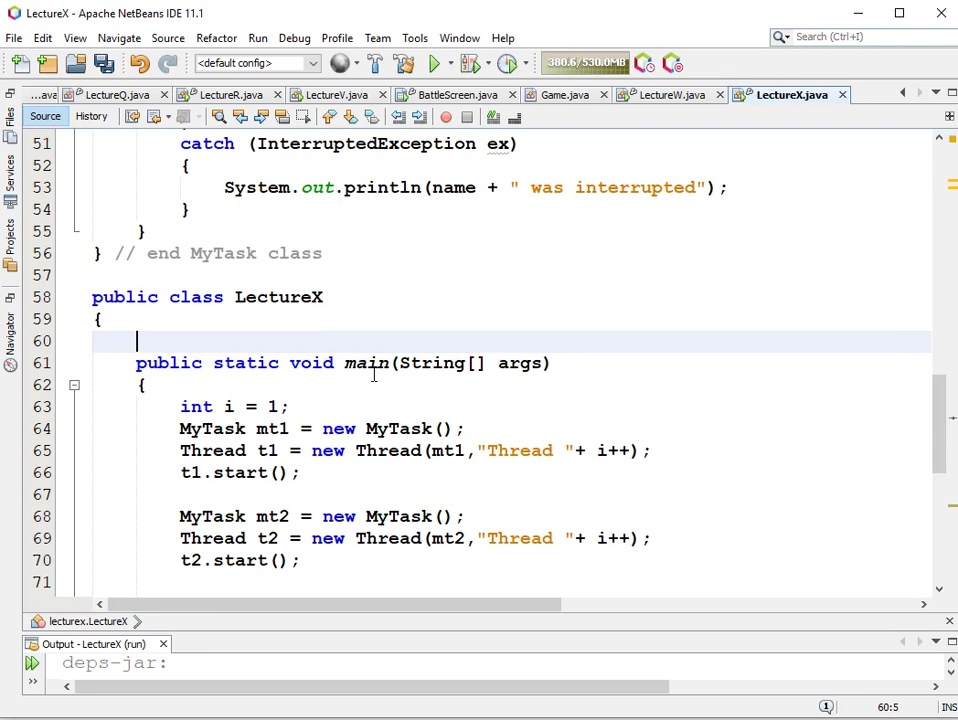 LectureX - Apache NetBeans IDE 11.1
File Edit View Navigate Source Refactor Run Debug Profile Team Tools Window Help
Search (Ctrl+I)
<default config> 380.6/530.0MB
...ava LectureQ.java LectureR.java LectureV.java BattleScreen.java Game.java LectureW.java LectureX.java
Source History
Files
Services
Projects
Navigator
51 catch (InterruptedException ex)
52 {
53 System.out.println(name + " was interrupted");
54 }
55 }
56 } // end MyTask class
57
58 public class LectureX
59 {
60
61 public static void main(String[] args)
62 {
63 int i = 1;
64 MyTask mt1 = new MyTask();
65 Thread t1 = new Thread(mt1,"Thread "+ i++);
66 t1.start();
67
68 MyTask mt2 = new MyTask();
69 Thread t2 = new Thread(mt2,"Thread "+ i++);
70 t2.start();
71
lecturex.LectureX
Output - LectureX (run)
deps-jar:
1 60:5 INS